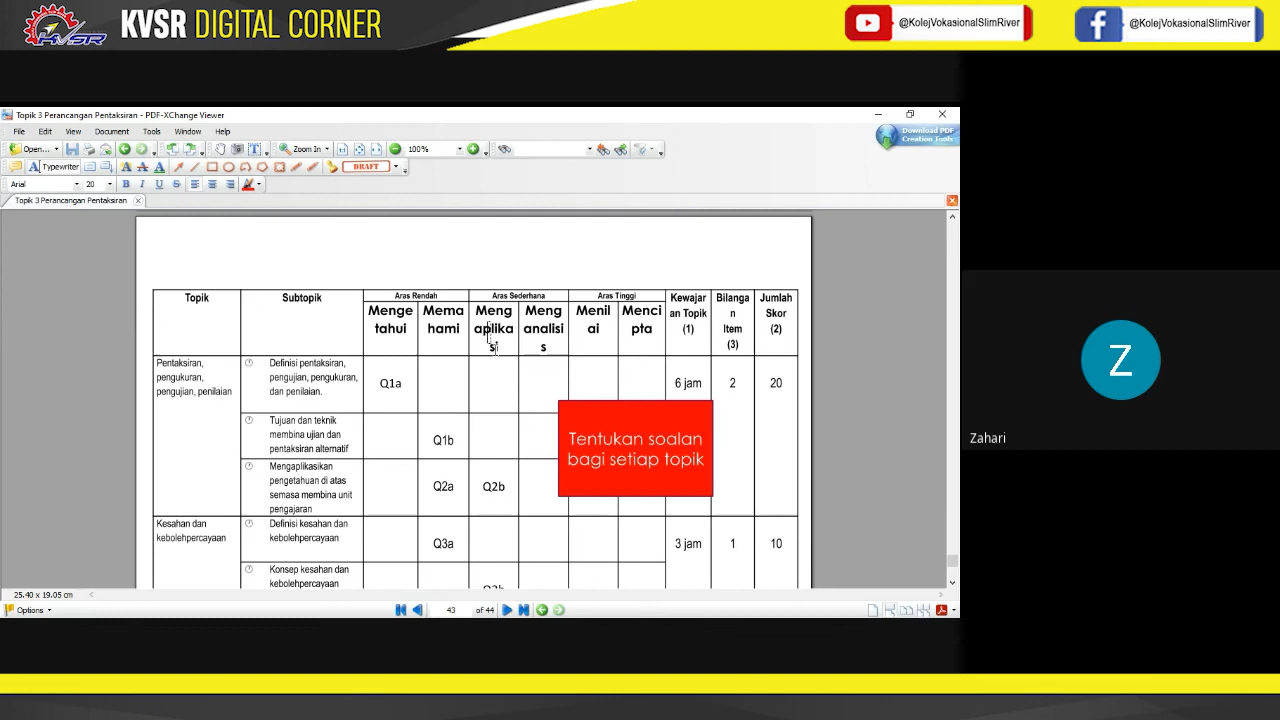 KVSR
KVSR DIGITAL CORNER
@KolejVokasionalSlimRiver
@KolejVokasionalSlimRiver
Topik 3 Perancangan Pentaksiran - PDF-XChange Viewer
File Edit View Document Tools Window Help
Download PDF
Creation Tools
Open...
Zoom In
100%
Typewriter
DRAFT
Arial
20
B I U S
Topik 3 Perancangan Pentaksiran
Topik
Subtopik
Aras Rendah
Aras Sederhana
Aras Tinggi
Kewajar
an Topik
(1)
Bilanga
n
Item
(3)
Jumlah
Skor
(2)
Menge
tahui
Mema
hami
Meng
aplika
si
Meng
analisi
s
Menil
ai
Menci
pta
Pentaksiran,
pengukuran,
pengujian, penilaian
Definisi pentaksiran,
pengujian, pengukuran,
dan penilaian.
Q1a
6 jam
2
20
Tujuan dan teknik
membina ujian dan
pentaksiran alternatif
Q1b
Tentukan soalan
bagi setiap topik
Mengaplikasikan
pengetahuan di atas
semasa membina unit
pengajaran
Q2a
Q2b
Kesahan dan
kebolehpercayaan
Definisi kesahan dan
kebolehpercayaan
Q3a
3 jam
1
10
Konsep kesahan dan
kebolehpercayaan
25.40 x 19.05 cm
Options
43 of 44
Z
Zahari